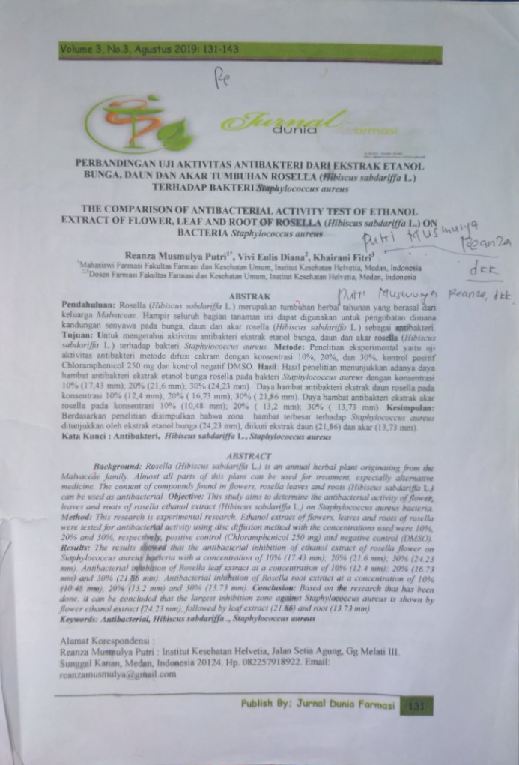 Volume 3, No.3, Agustus 2019: 131-143
Jurnal
dunia farmasi
PERBANDINGAN UJI AKTIVITAS ANTIBAKTERI DARI EKSTRAK ETANOL
BUNGA, DAUN DAN AKAR TUMBUHAN ROSELLA (Hibiscus sabdariffa L.)
TERHADAP BAKTERI Staphylococcus aureus
THE COMPARISON OF ANTIBACTERIAL ACTIVITY TEST OF ETHANOL
EXTRACT OF FLOWER, LEAF AND ROOT OF ROSELLA (Hibiscus sabdariffa L.) ON
BACTERIA Staphylococcus aureus
Putri Musmulya
Reanza
dkk
Reanza Musmulya Putri1*, Vivi Eulis Diana2, Khairani Fitri3
1Mahasiswi Farmasi Fakultas Farmasi dan Kesehatan Umum, Institut Kesehatan Helvetia, Medan, Indonesia
2,3Dosen Farmasi Fakultas Farmasi dan Kesehatan Umum, Institut Kesehatan Helvetia, Medan, Indonesia
Putri Musmulya Reanza, dkk.
ABSTRAK
Pendahuluan: Rosella (Hibiscus sabdariffa L.) merupakan tumbuhan herbal tahunan yang berasal dari
keluarga Malvaceae. Hampir seluruh bagian tanaman ini dapat digunakan untuk pengobatan dimana
kandungan senyawa pada bunga, daun dan akar rosella (Hibiscus sabdariffa L.) sebagai antibakteri.
Tujuan: Untuk mengetahui aktivitas antibakteri ekstrak etanol bunga, daun dan akar rosella (Hibiscus
sabdariffa L.) terhadap bakteri Staphylococcus aureus. Metode: Penelitian eksperimental yaitu uji
aktivitas antibakteri metode difusi cakram dengan konsentrasi 10%, 20%, dan 30%, kontrol positif
Chloramphenicol 250 mg dan kontrol negatif DMSO. Hasil: Hasil penelitian menunjukkan adanya daya
hambat antibakteri ekstrak etanol bunga rosella pada bakteri Staphylococcus aureus dengan konsentrasi
10% (17,43 mm); 20% (21,6 mm); 30% (24,23 mm). Daya hambat antibakteri ekstrak daun rosella pada
konsentrasi 10% (12,4 mm), 20% ( 16,73 mm), 30% ( 21,86 mm). Daya hambat antibakteri ekstrak akar
rosella pada konsentrasi 10% (10,48 mm); 20% ( 13,2 mm); 30% ( 13,73 mm). Kesimpulan:
Berdasarkan penelitian disimpulkan bahwa zona hambat terbesar terhadap Staphylococcus aureus
ditunjukkan oleh ekstrak etanol bunga (24,23 mm), diikuti ekstrak daun (21,86) dan akar (13,73 mm).
Kata Kunci : Antibakteri, Hibiscus sabdariffa L., Staphylococcus aureus
ABSTRACT
Background: Rosella (Hibiscus sabdariffa L.) is an annual herbal plant originating from the
Malvaceae family. Almost all parts of this plants can be used for treatment, especially alternative
medicine. The content of compounds found in flowers, rosella leaves and roots (Hibiscus sabdariffa L.)
can be used as antibacterial. Objective: This study aims to determine the antibacterial activity of flower,
leaves and roots of rosella ethanol extract (Hibiscus sabdariffa L.) on Staphylococcus aureus bacteria.
Method: This research is experimental research. Ethanol extract of flowers, leaves and roots of rosella
were tested for antibacterial activity using disc diffusion method with the concentrations used were 10%,
20% and 30%, respectively, positive control (Chloramphenicol 250 mg) and negative control (DMSO).
Results: The results showed that the antibacterial inhibition of ethanol extract of rosella flower on
Staphylococcus aureus bacteria with a concentration of 10% (17.43 mm); 20% (21.6 mm); 30% (24.23
mm). Antibacterial inhibition of Rosella leaf extract at a concentration of 10% (12.4 mm); 20% (16.73
mm) and 30% (21.86 mm). Antibacterial inhibition of Rosella root extract at a concentration of 10%
(10.48 mm), 20% (13.2 mm) and 30% (13.73 mm). Conclusion: Based on the research that has been
done, it can be concluded that the largest inhibition zone against Staphylococcus aureus is shown by
flower ethanol extract (24.23 mm), followed by leaf extract (21.86) and root (13.73 mm)
Keywords: Antibacterial, Hibiscus sabdariffa., Staphylococcus aureus
Alamat Korespondensi :
Reanza Musmulya Putri : Institut Kesehatan Helvetia, Jalan Setia Agung, Gg Melati III.
Sunggal Kanan, Medan, Indonesia 20124. Hp. 082257918922. Email:
reanzamusmulya@gmail.com
Publish By; Jurnal Dunia Farmasi 131